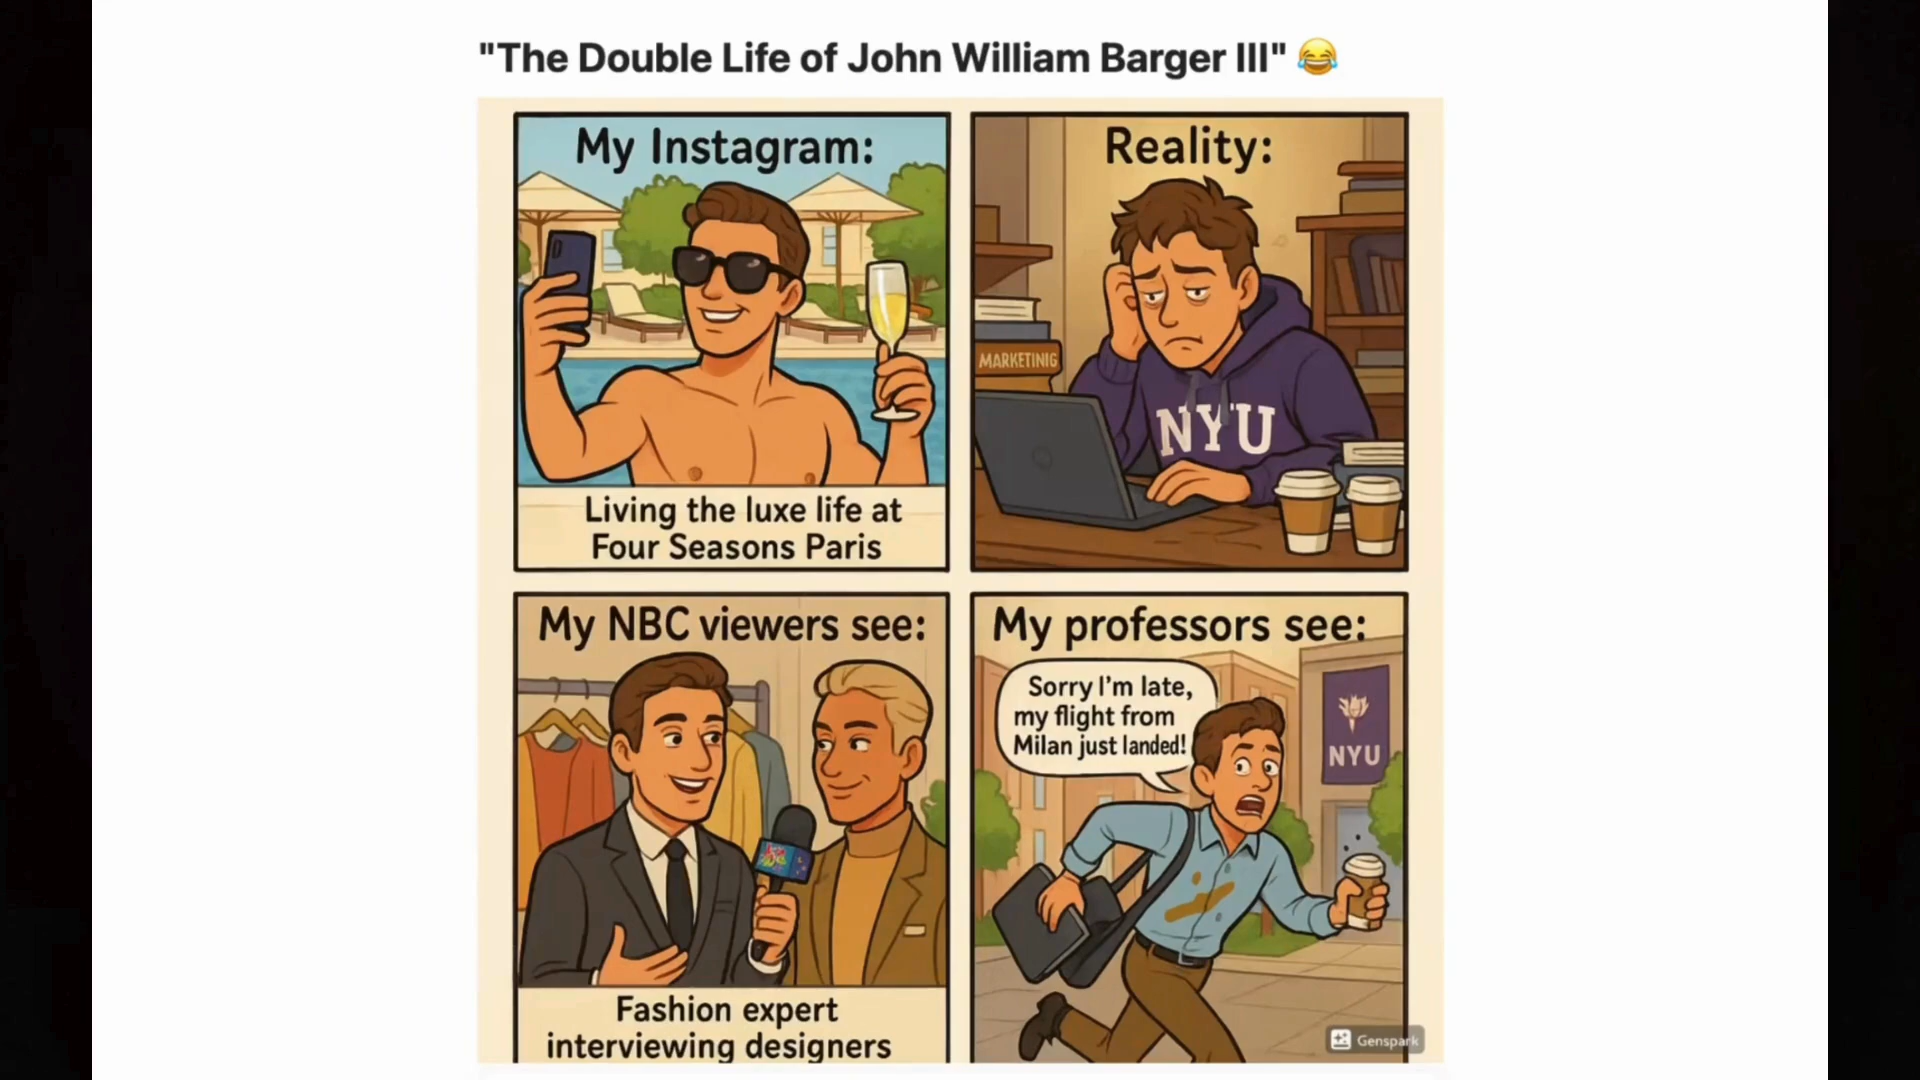 "The Double Life of John William Barger III" 😂
My Instagram:
Living the luxe life at
Four Seasons Paris
Reality:
MARKETINIG
NYU
My NBC viewers see:
Fashion expert
interviewing designers
My professors see:
Sorry I'm late,
my flight from
Milan just landed!
NYU
Genspark